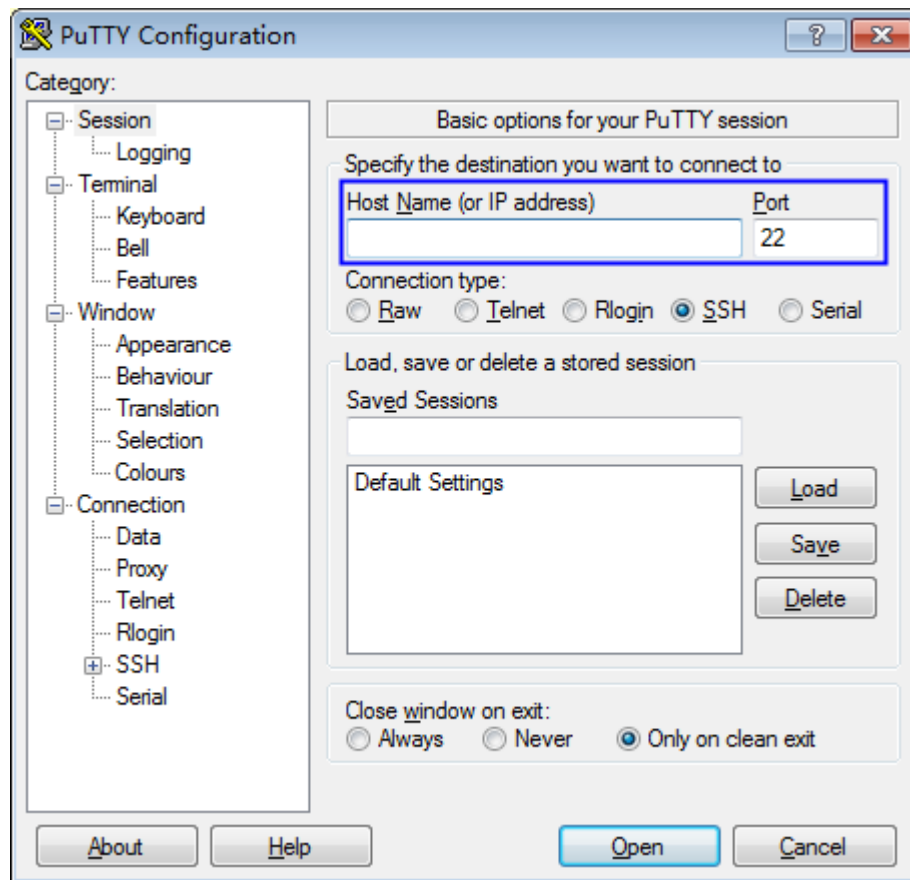 PuTTY Configuration
Category:
Session
Logging
Terminal
Keyboard
Bell
Features
Window
Appearance
Behaviour
Translation
Selection
Colours
Connection
Data
Proxy
Telnet
Rlogin
SSH
Serial
Basic options for your PuTTY session
Specify the destination you want to connect to
Host Name (or IP address) Port
22
Connection type:
Raw Telnet Rlogin SSH Serial
Load, save or delete a stored session
Saved Sessions
Default Settings
Load
Save
Delete
Close window on exit:
Always Never Only on clean exit
About Help Open Cancel